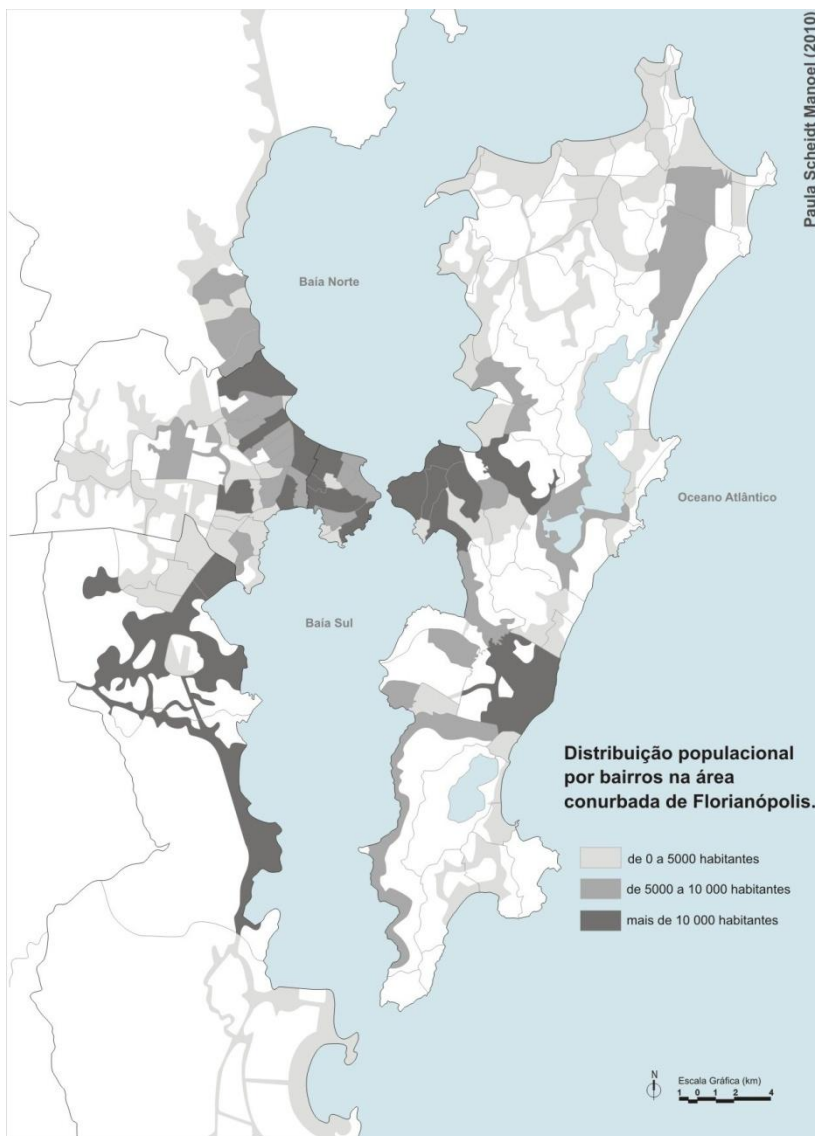 Paula Scheidt Manoel (2010)
Baía Norte
Oceano Atlântico
Baía Sul
Distribuição populacional
por bairros na área
conurbada de Florianópolis.
de 0 a 5000 habitantes
de 5000 a 10 000 habitantes
mais de 10 000 habitantes
N
Escala Gráfica (km)
1 0 1 2 4